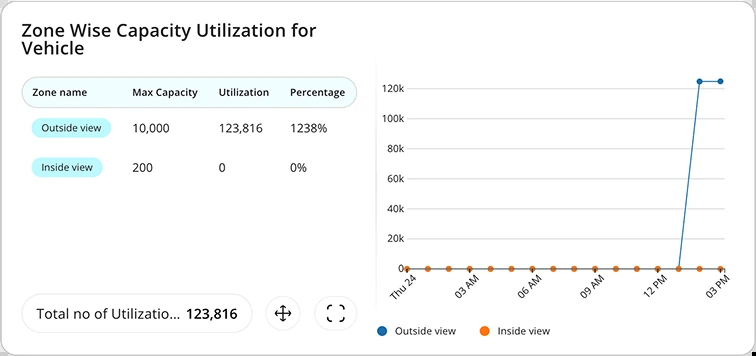 Zone Wise Capacity Utilization for
Vehicle
Zone name Max Capacity Utilization Percentage
Outside view 10,000 123,816 1238%
Inside view 200 0 0%
Total no of Utilizatio... 123,816
120k
100k
80k
60k
40k
20k
0
Thu 24 03 AM 06 AM 09 AM 12 PM 03 PM
Outside view Inside view